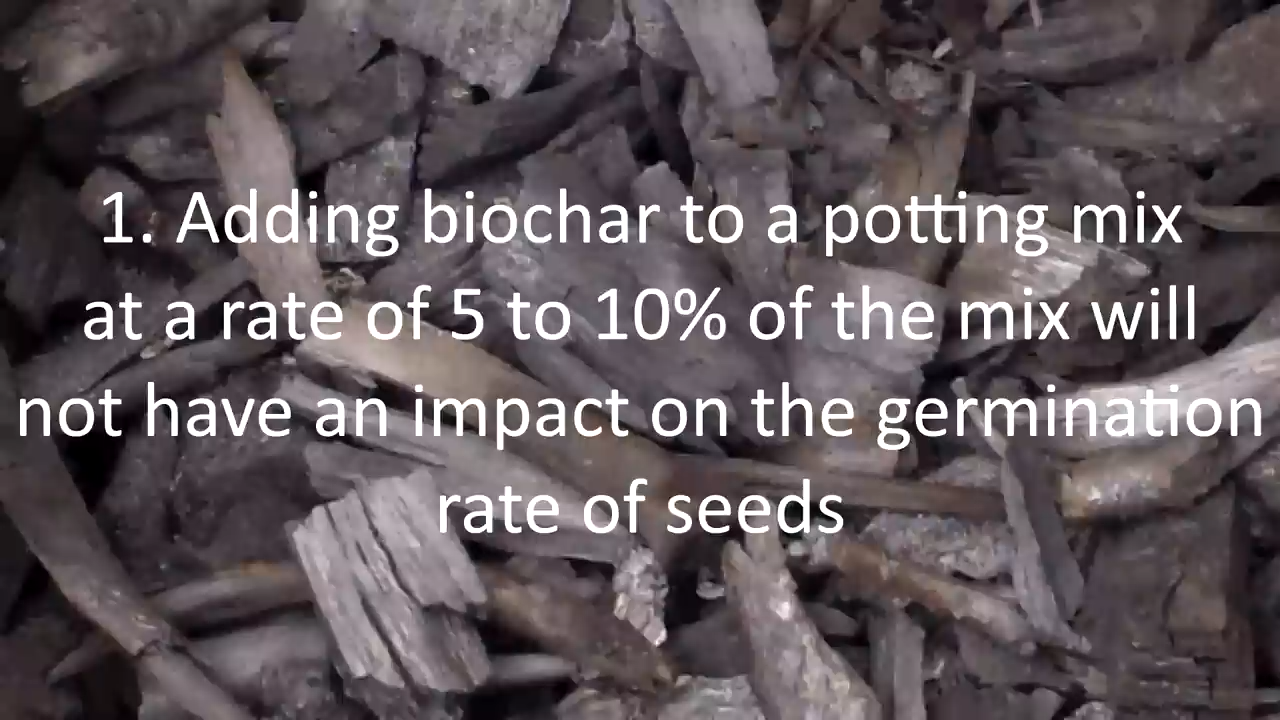 1. Adding biochar to a potting mix
at a rate of 5 to 10% of the mix will
not have an impact on the germination
rate of seeds